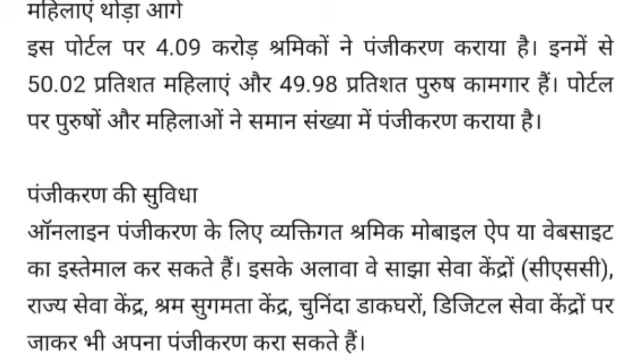 महिलाएं थोड़ा आगे
इस पोर्टल पर 4.09 करोड़ श्रमिकों ने पंजीकरण कराया है। इनमें से
50.02 प्रतिशत महिलाएं और 49.98 प्रतिशत पुरुष कामगार हैं। पोर्टल
पर पुरुषों और महिलाओं ने समान संख्या में पंजीकरण कराया है।
पंजीकरण की सुविधा
ऑनलाइन पंजीकरण के लिए व्यक्तिगत श्रमिक मोबाइल ऐप या वेबसाइट
का इस्तेमाल कर सकते हैं। इसके अलावा वे साझा सेवा केंद्रों (सीएससी),
राज्य सेवा केंद्र, श्रम सुगमता केंद्र, चुनिंदा डाकघरों, डिजिटल सेवा केंद्रों पर
जाकर भी अपना पंजीकरण करा सकते हैं।